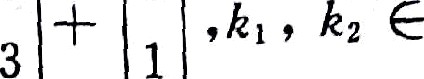 3| + |1| ,k₁, k₂ ∈